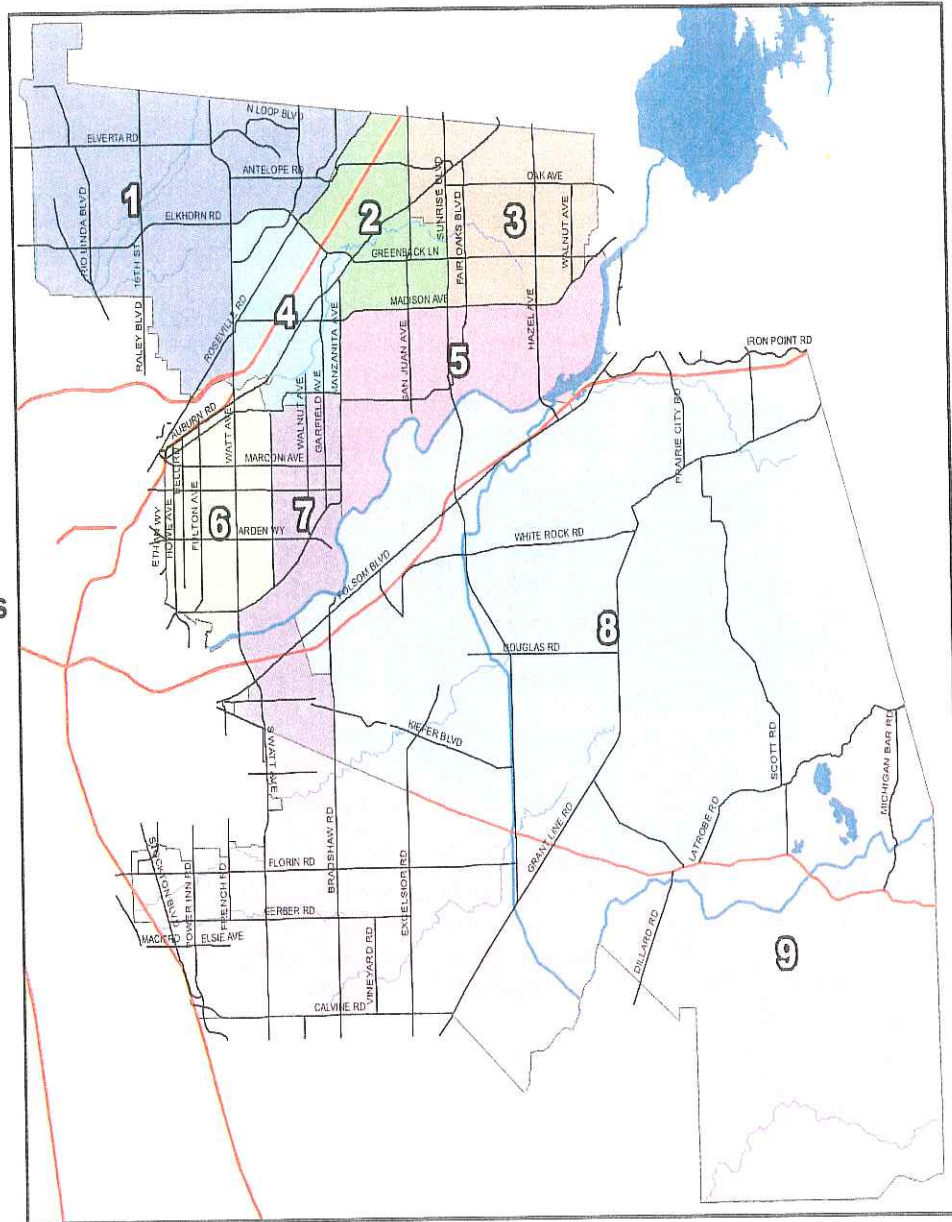 N LOOP BLVD
ELVERTA RD
ANTELOPE RD
OAK AVE
SUNRISE BLVD
1
2
3
RIO LINDA BLVD
16TH ST
ELKHORN RD
FAIR OAKS BLVD
WALNUT AVE
GREENBACK LN
MADISON AVE
ROSEVILLE RD
4
RALEY BLVD
MANZANITA AVE
SAN JUAN AVE
HAZEL AVE
5
IRON POINT RD
WALNUT AVE
GARFIELD AVE
AUBURN RD
WATT AVE
BELL RD
MARCONI AVE
PRAIRIE CITY RD
ETHAN WY
HOWE AVE
FULTON AVE
6
7
ARDEN WY
WHITE ROCK RD
FOLSOM BLVD
8
DOUGLAS RD
KIEFER BLVD
S WATT AVE
SCOTT RD
MICHIGAN BAR RD
LATROBE RD
GRANT LINE RD
BRADSHAW RD
EXCELSIOR RD
FLORIN RD
STOCKTON BLVD
POWER INN RD
FRENCH RD
GERBER RD
MACK RD
ELSIE AVE
VINEYARD RD
DILLARD RD
9
CALVINE RD